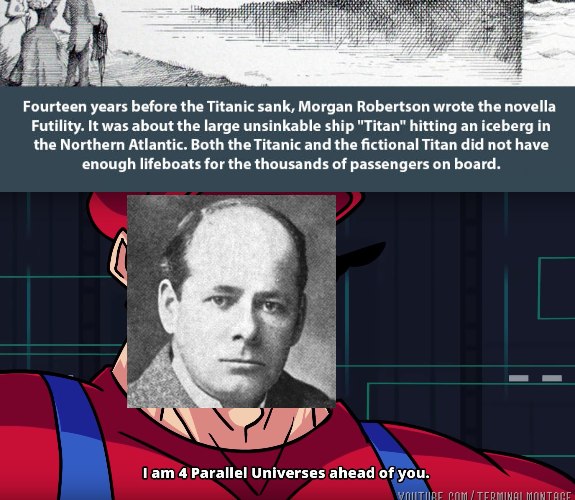 Fourteen years before the Titanic sank, Morgan Robertson wrote the novella
Futility. It was about the large unsinkable ship "Titan" hitting an iceberg in
the Northern Atlantic. Both the Titanic and the fictional Titan did not have
enough lifeboats for the thousands of passengers on board.
I am 4 Parallel Universes ahead of you.
YOUTUBE.COM/TERMINALMONTAGE